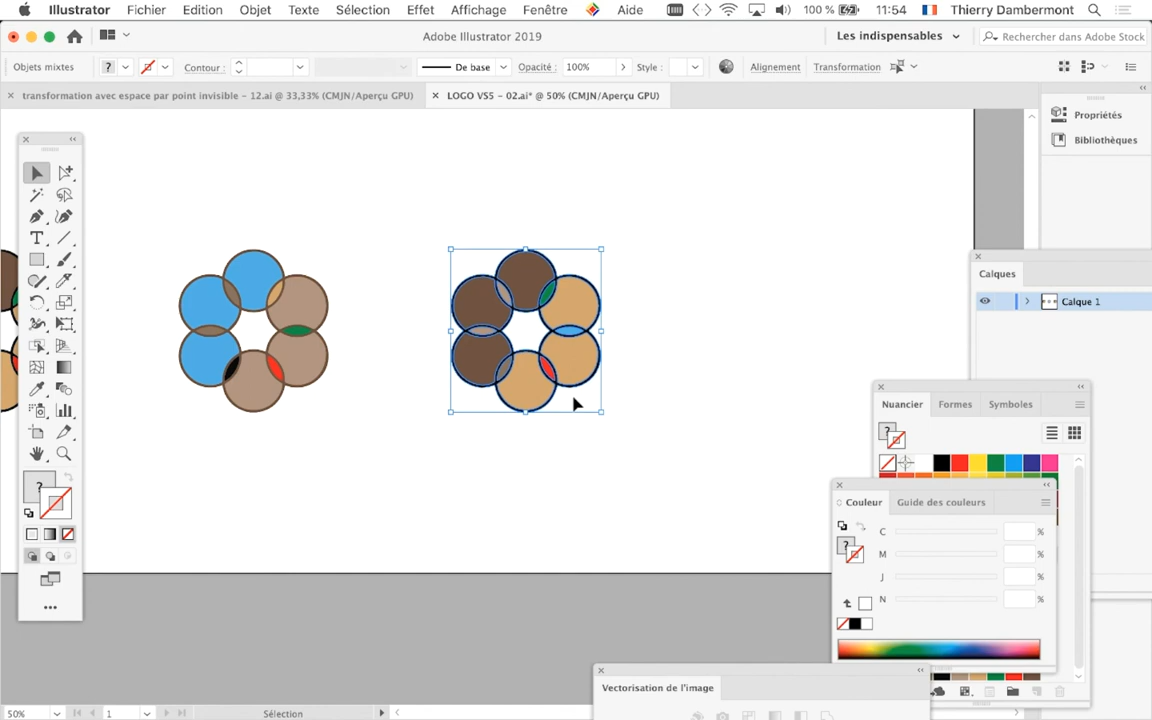 Illustrator Fichier Edition Objet Texte Sélection Effet Affichage Fenêtre Aide 100 % 11:54 Thierry Dambermont
Adobe Illustrator 2019 Les indispensables Rechercher dans Adobe Stock
Objets mixtes ? Contour : De base Opacité : 100% Style : Alignement Transformation
transformation avec espace par point invisible – 12.ai @ 33,33% (CMJN/Aperçu GPU) LOGO VS5 – 02.ai* @ 50% (CMJN/Aperçu GPU)
Propriétés
Bibliothèques
Calques
Calque 1
Nuancier Formes Symboles
?
Couleur Guide des couleurs
C %
M %
J %
N %
?
?
Vectorisation de l'image
50% 1 Sélection